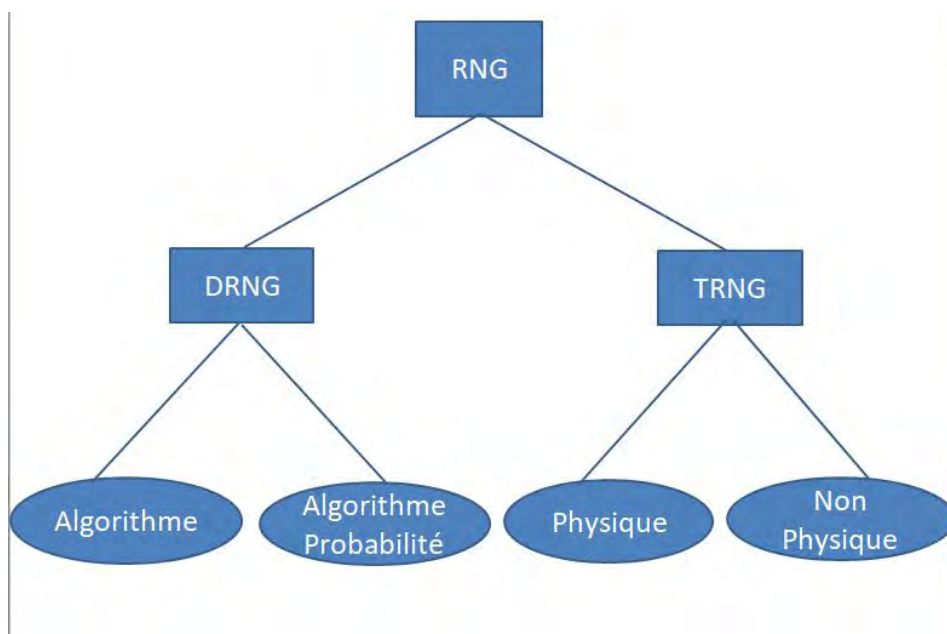 RNG
DRNG
TRNG
Algorithme
Algorithme
Probabilité
Physique
Non
Physique